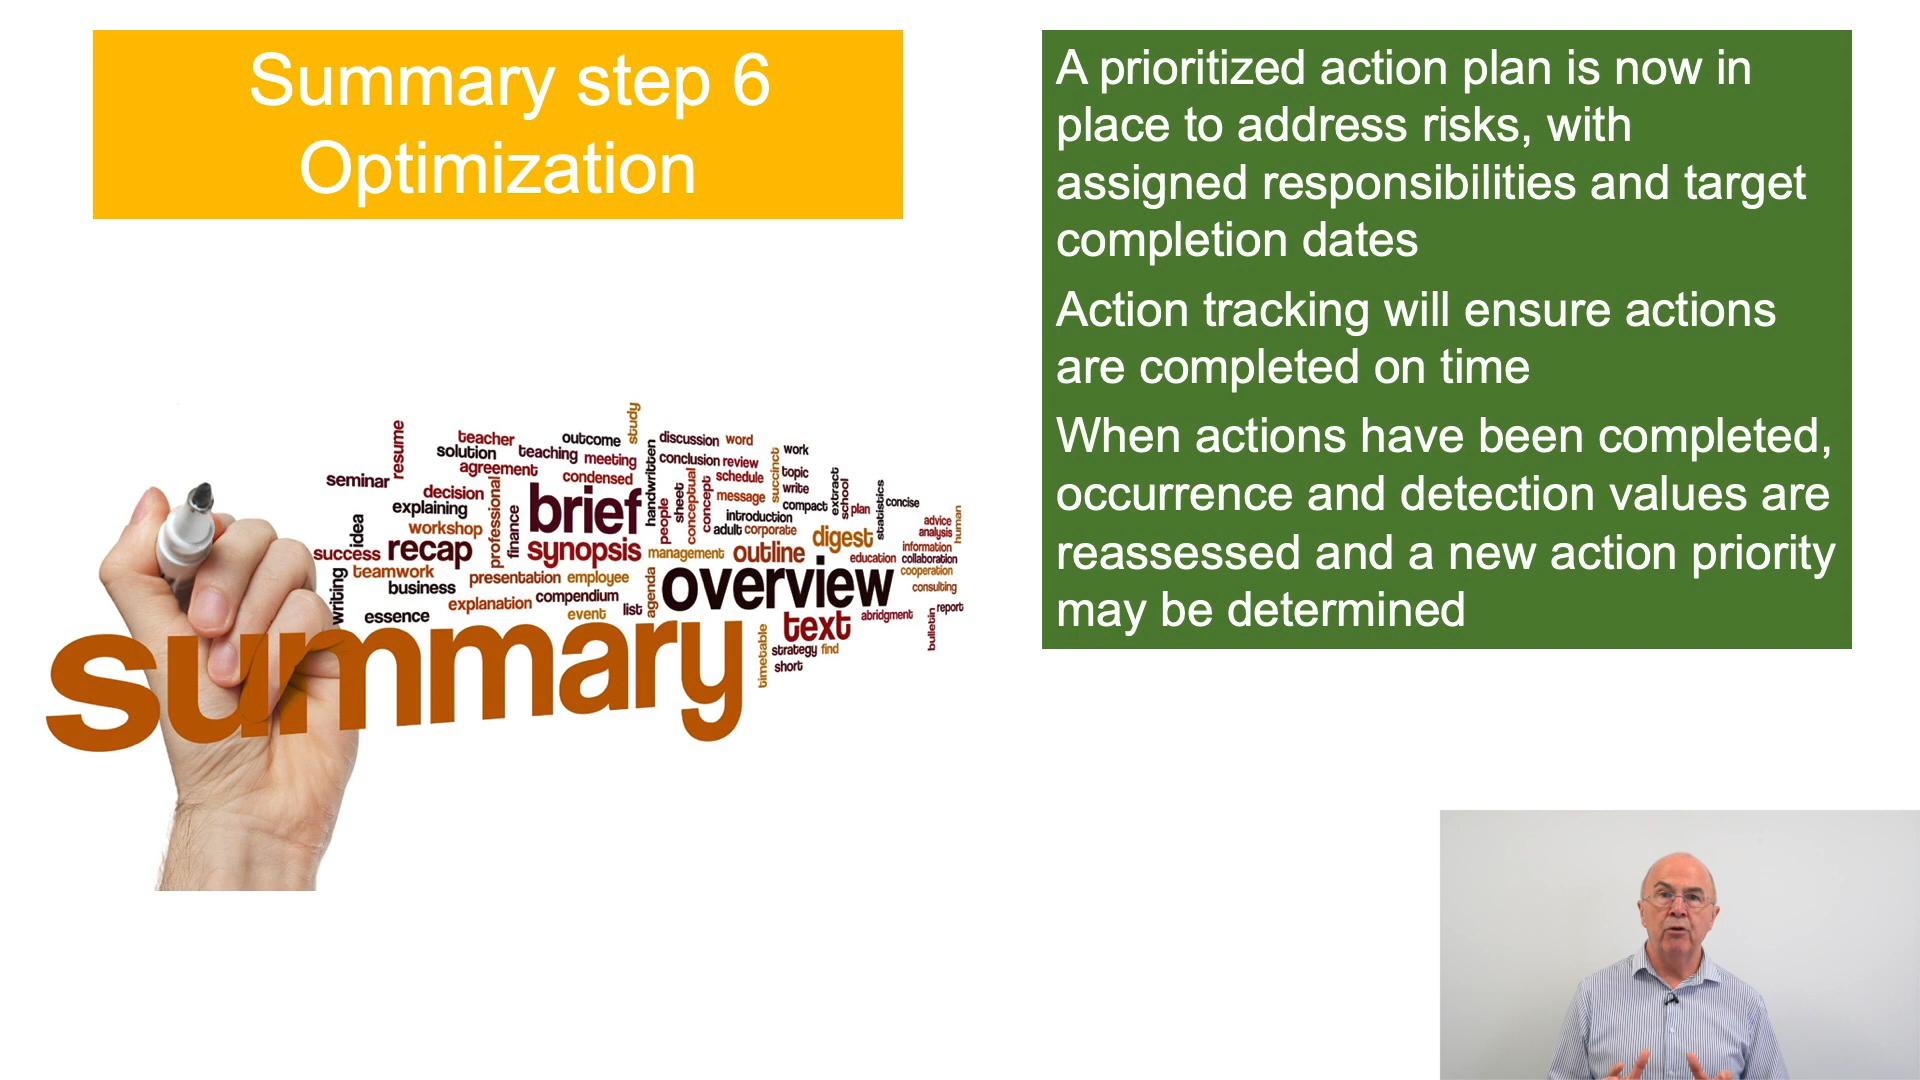 Summary step 6
Optimization
A prioritized action plan is now in
place to address risks, with
assigned responsibilities and target
completion dates
Action tracking will ensure actions
are completed on time
When actions have been completed,
occurrence and detection values are
reassessed and a new action priority
may be determined
resume
teacher
outcome
study
discussion
word
solution
teaching
meeting
handwritten
conclusion
review
work
seminar
agreement
condensed
people
sheet
conceptual
concept
schedule
succinct
topic
decision
professional
brief
message
write
extract
school
statistics
explaining
finance
introduction
compact
plan
concise
idea
workshop
adult
corporate
advice
human
success
recap
synopsis
management
outline
digest
analysis
information
education
collaboration
writing
teamwork
presentation
employee
agenda
overview
cooperation
business
compendium
consulting
essence
explanation
event
list
text
abridgment
bulletin
report
summary
timetable
strategy
find
short